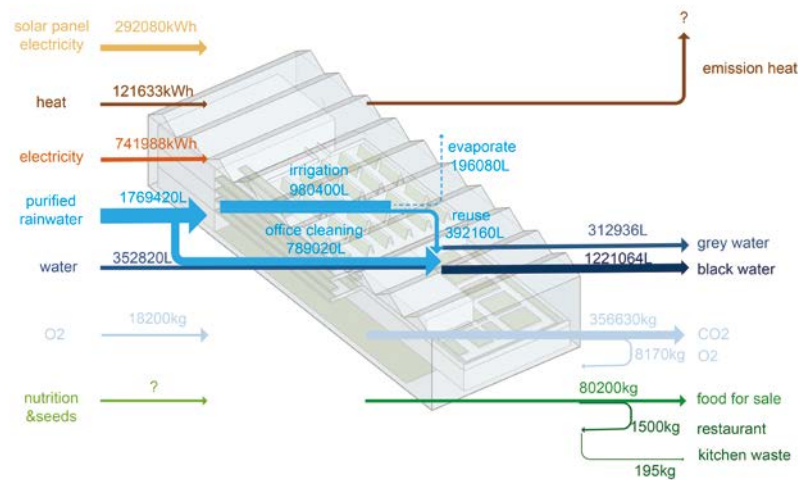 solar panel
electricity
292080kWh
?
emission heat
heat
121633kWh
electricity
741988kWh
evaporate
196080L
irrigation
980400L
purified
rainwater
1769420L
office cleaning
789020L
reuse
392160L
312936L
grey water
water
352820L
1221064L
black water
O2
18200kg
356630kg
CO2
8170kg
O2
nutrition
&seeds
?
80200kg
food for sale
1500kg
restaurant
kitchen waste
195kg